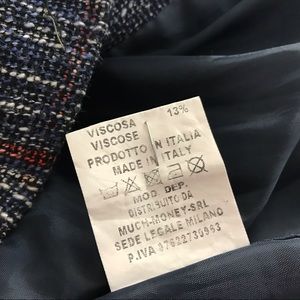 VISCOSA
VISCOSE 13%
PRODOTTO IN ITALIA
MADE IN ITALY
MOD. DEP.
DISTRIBUITO DA
MUCH-MONEY-SRL
SEDE LEGALE MILANO
P.IVA 97622730963